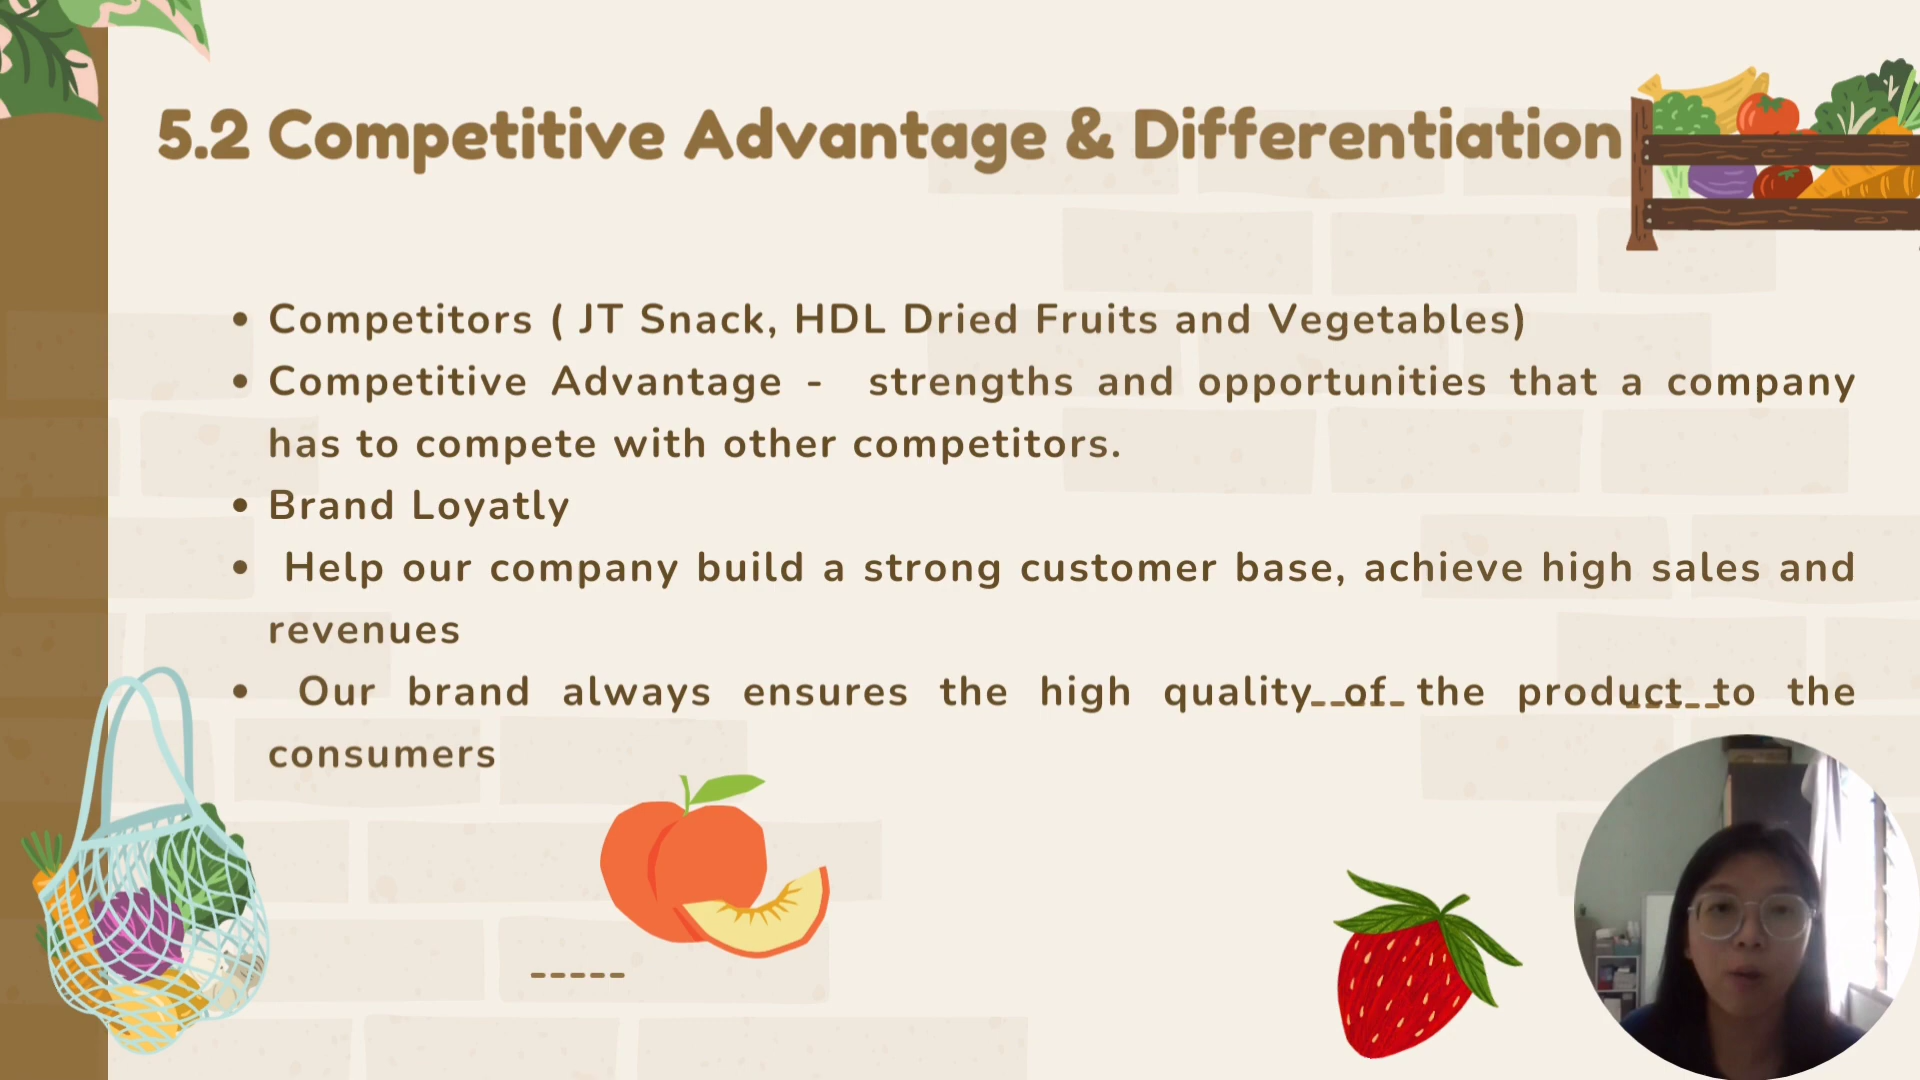 5.2 Competitive Advantage & Differentiation
• Competitors ( JT Snack, HDL Dried Fruits and Vegetables)
• Competitive Advantage - strengths and opportunities that a company
has to compete with other competitors.
• Brand Loyatly
• Help our company build a strong customer base, achieve high sales and
revenues
• Our brand always ensures the high quality of the product to the
consumers